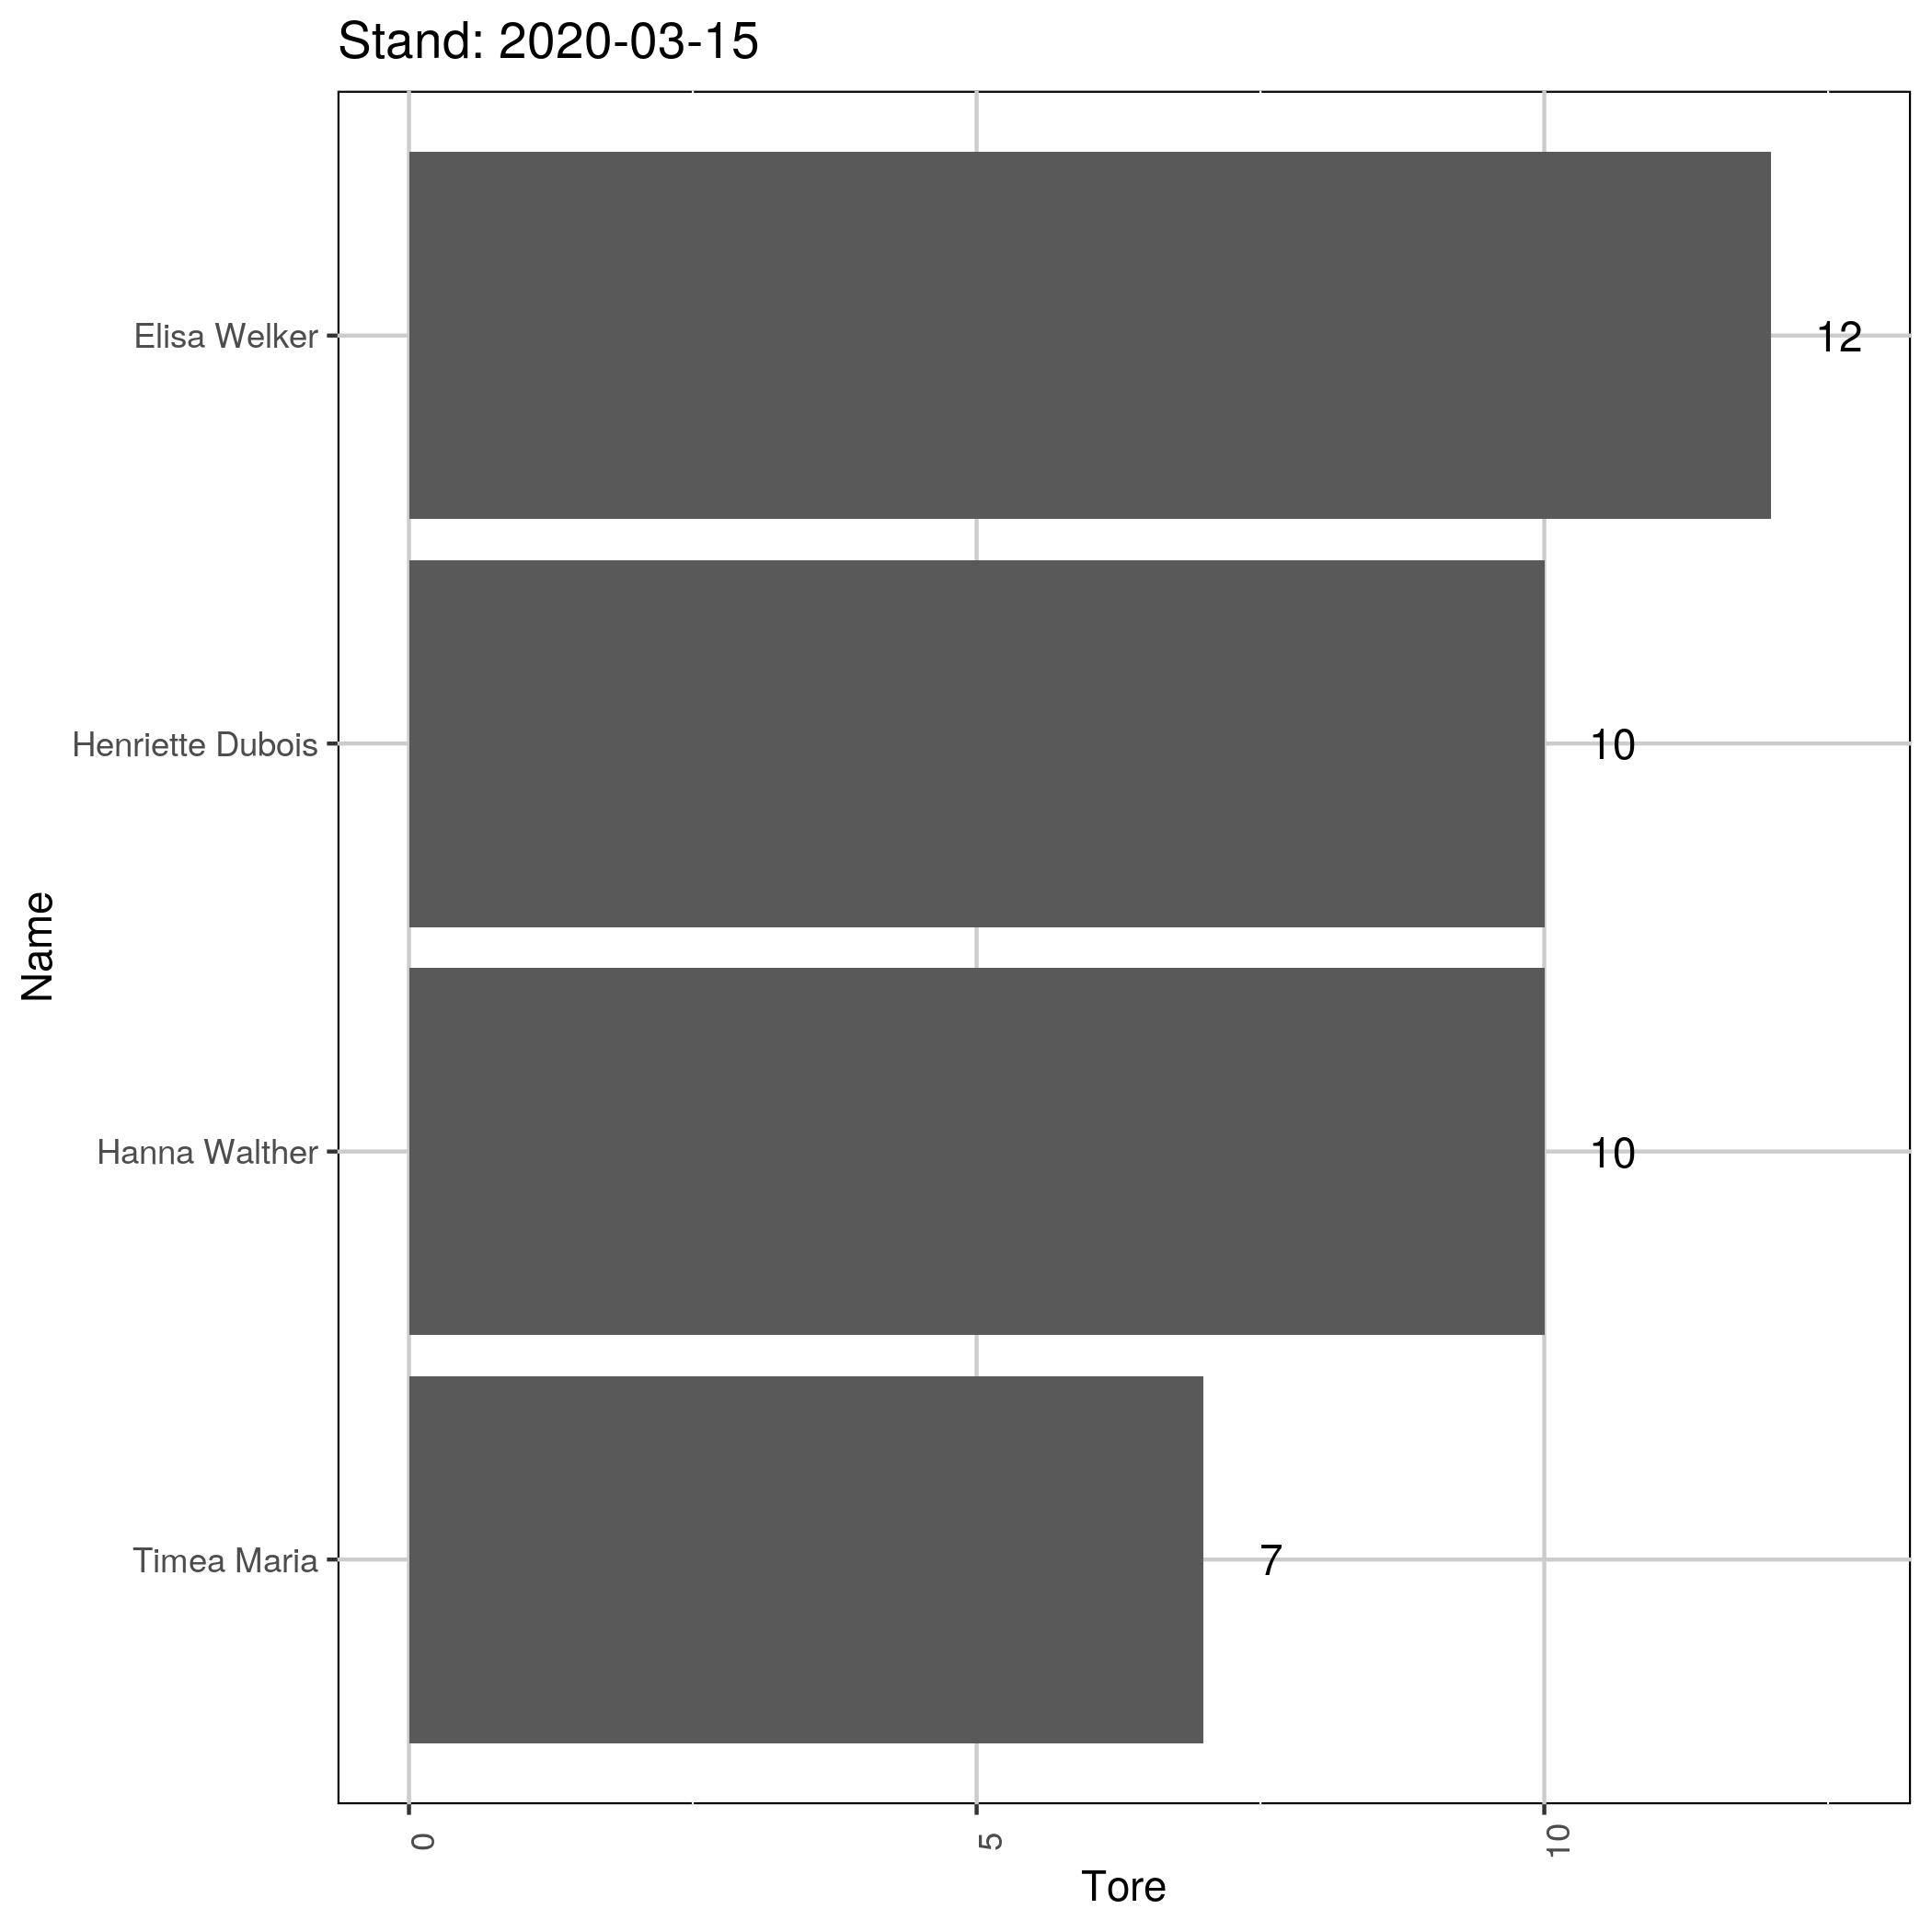 Stand: 2020-03-15
Name
Elisa Welker
12
Henriette Dubois
10
Hanna Walther
10
Timea Maria
7
0
5
10
Tore